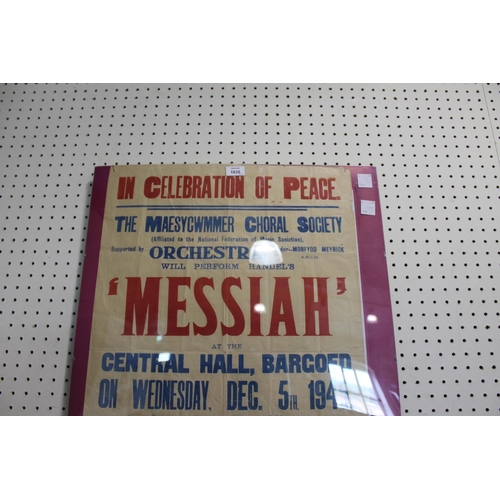 IN CELEBRATION OF PEACE.
THE MAESYCWMMER CHORAL SOCIETY
(Affiliated to the National Federation of Music Societies),
Supported by ORCHESTRA MORFYDD MEYRICK
WILL PERFORM HANDEL'S
'MESSIAH'
AT THE
CENTRAL HALL, BARGOED
ON WEDNESDAY, DEC. 5TH, 194